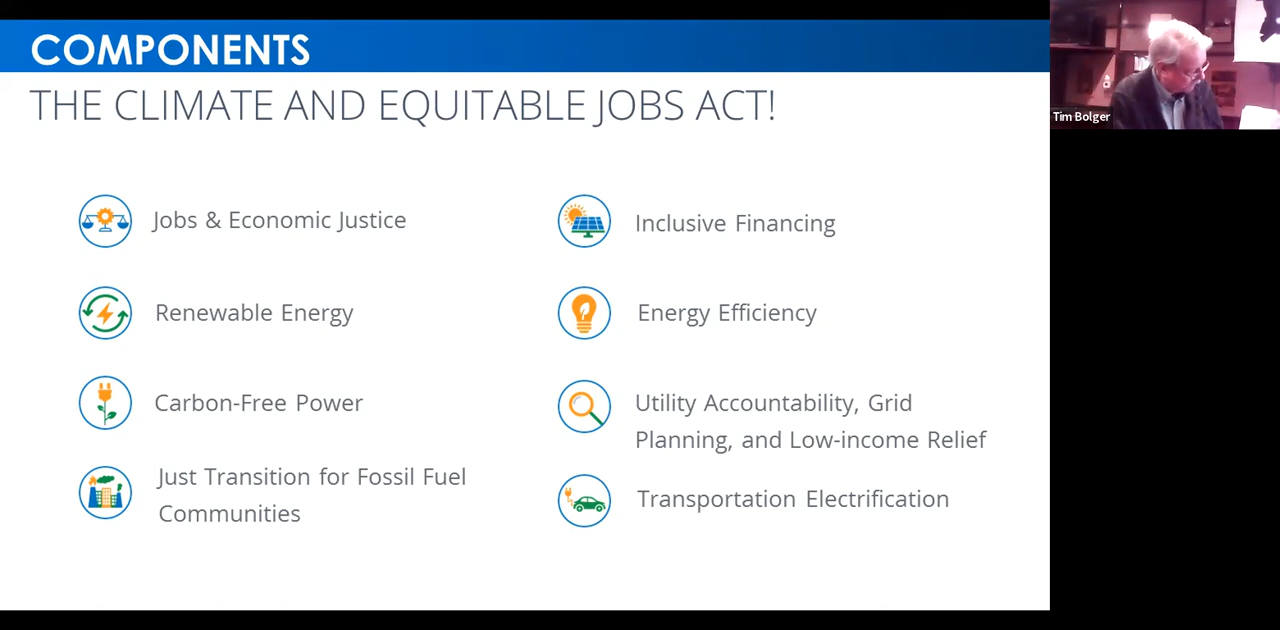 COMPONENTS
THE CLIMATE AND EQUITABLE JOBS ACT!
Jobs & Economic Justice
Renewable Energy
Carbon-Free Power
Just Transition for Fossil Fuel
Communities
Inclusive Financing
Energy Efficiency
Utility Accountability, Grid
Planning, and Low-income Relief
Transportation Electrification
Tim Bolger